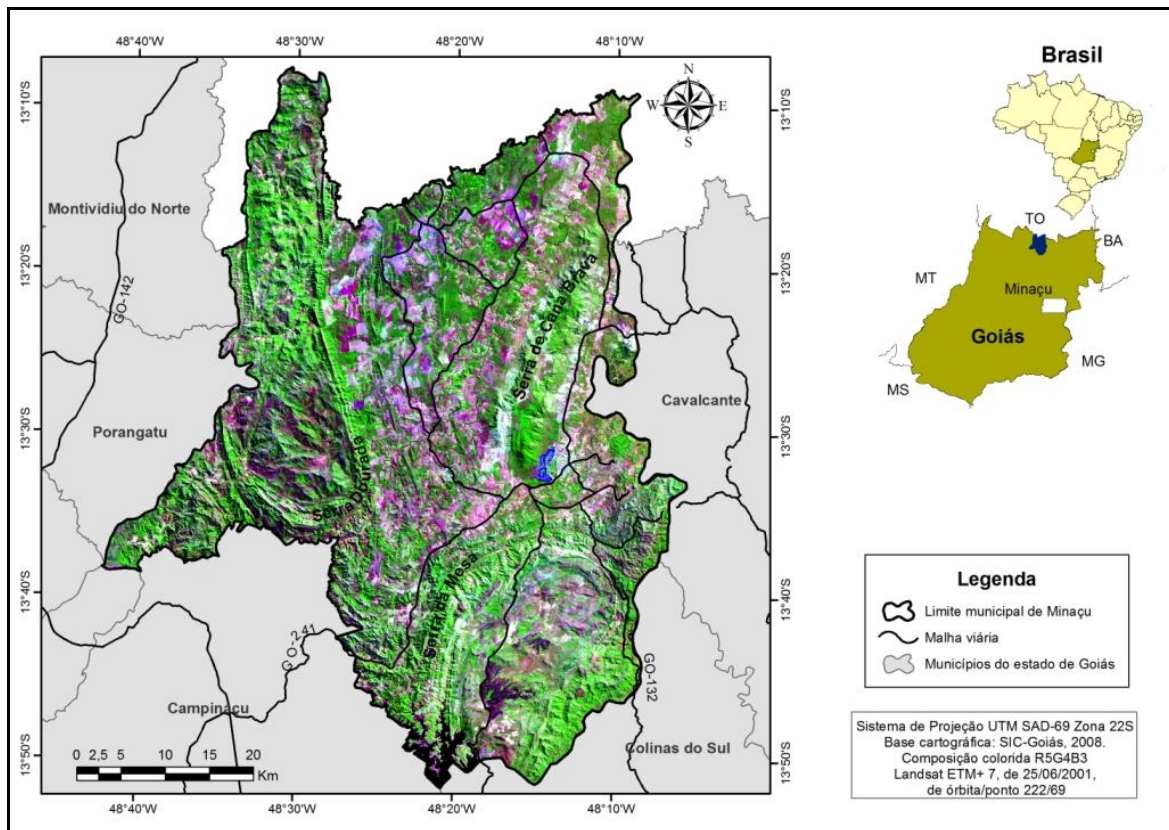 48°40'W
48°30'W
48°20'W
48°10'W
13°10'S
13°20'S
13°30'S
13°40'S
13°50'S
13°10'S
13°20'S
13°30'S
13°40'S
13°50'S
48°40'W
48°30'W
48°20'W
48°10'W
N
W E
S
Montividiu do Norte
GO-142
Porangatu
Serra Dourada
Serra de Cana Brava
Serra da Mesa
Cavalcante
GO-241
Campinaçu
GO-132
Colinas do Sul
0 2,5 5 10 15 20
Km
Brasil
TO
BA
MT
Minaçu
Goiás
MG
MS
Legenda
Limite municipal de Minaçu
Malha viária
Municípios do estado de Goiás
Sistema de Projeção UTM SAD-69 Zona 22S
Base cartográfica: SIC-Goiás, 2008.
Composição colorida R5G4B3
Landsat ETM+ 7, de 25/06/2001,
de órbita/ponto 222/69